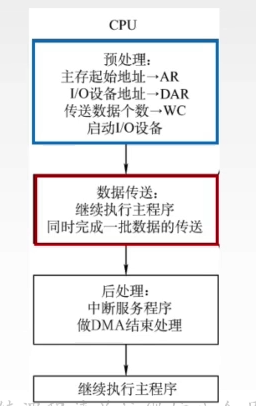 CPU
预处理：
主存起始地址→AR
I/O设备地址→DAR
传送数据个数→WC
启动I/O设备
数据传送：
继续执行主程序
同时完成一批数据的传送
后处理：
中断服务程序
做DMA结束处理
继续执行主程序